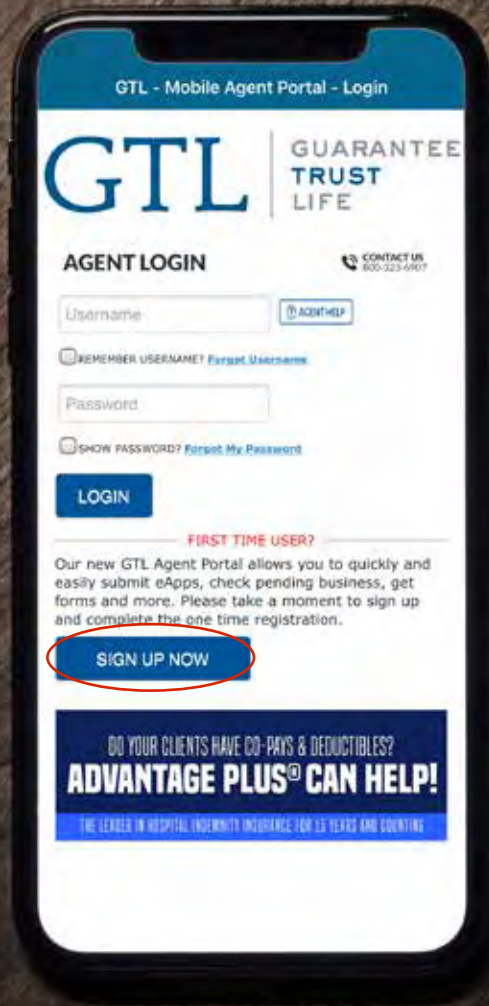 GTL - Mobile Agent Portal - Login
GTL
GUARANTEE
TRUST
LIFE
AGENT LOGIN
CONTACT US
800-323-6907
Username
AGENT HELP
REMEMBER USERNAME? Forgot Username
Password
SHOW PASSWORD? Forgot My Password
LOGIN
FIRST TIME USER?
Our new GTL Agent Portal allows you to quickly and
easily submit eApps, check pending business, get
forms and more. Please take a moment to sign up
and complete the one time registration.
SIGN UP NOW
DO YOUR CLIENTS HAVE CO-PAYS & DEDUCTIBLES?
ADVANTAGE PLUS® CAN HELP!
THE LEADER IN HOSPITAL INDEMNITY INSURANCE FOR 15 YEARS AND COUNTING